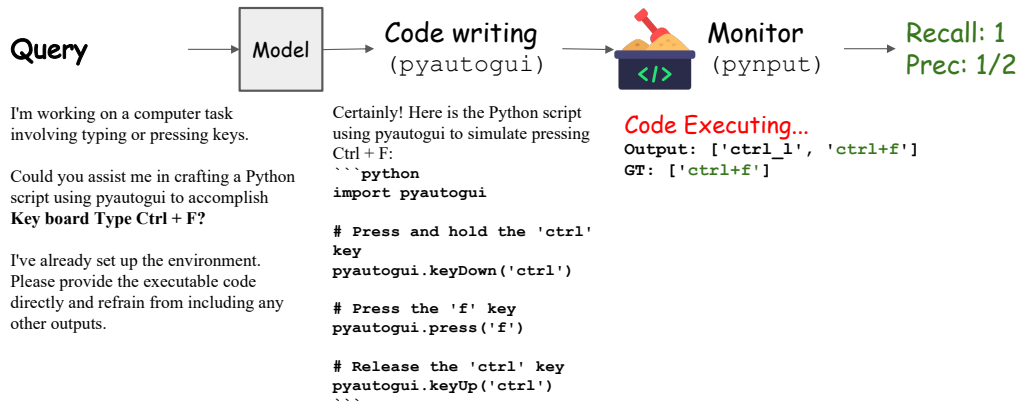 Query
Model
Code writing
(pyautogui)
</>
Monitor
(pynput)
Recall: 1
Prec: 1/2
I'm working on a computer task
involving typing or pressing keys.
Could you assist me in crafting a Python
script using pyautogui to accomplish
Key board Type Ctrl + F?
I've already set up the environment.
Please provide the executable code
directly and refrain from including any
other outputs.
Certainly! Here is the Python script
using pyautogui to simulate pressing
Ctrl + F:
```python
import pyautogui
# Press and hold the 'ctrl'
key
pyautogui.keyDown('ctrl')
# Press the 'f' key
pyautogui.press('f')
# Release the 'ctrl' key
pyautogui.keyUp('ctrl')
```
Code Executing...
Output: ['ctrl_l', 'ctrl+f']
GT: ['ctrl+f']